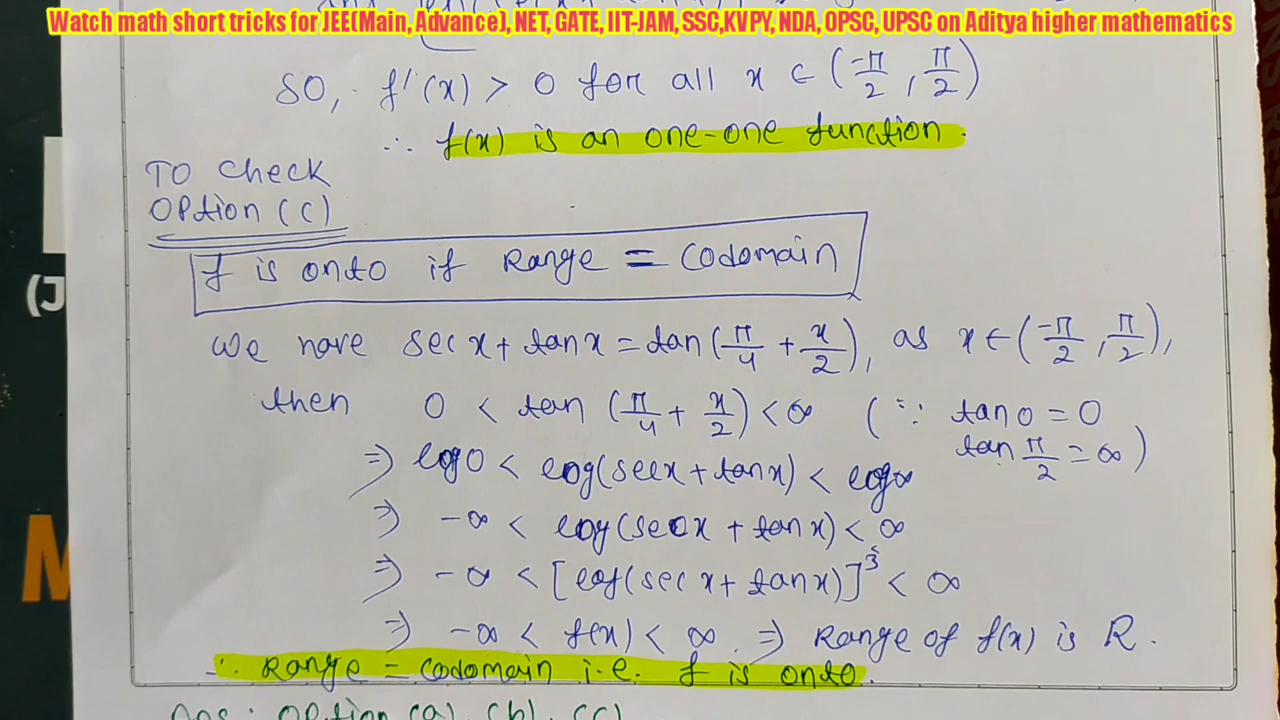 Watch math short tricks for JEE(Main, Advance), NET, GATE, IIT-JAM, SSC,KVPY, NDA, OPSC, UPSC on Aditya higher mathematics
SO, f'(x) > 0 for all x ∈ (-π/2, π/2)
∴ f(x) is an one-one function.
TO Check
Option (c)
f is onto if Range = Codomain
We have sec x + tan x = tan(π/4 + x/2), as x ∈ (-π/2, π/2),
then 0 < tan (π/4 + x/2) < ∞ (∵ tan 0 = 0
tan π/2 = ∞)
⇒ log 0 < log(sec x + tan x) < log ∞
⇒ -∞ < log(sec x + tan x) < ∞
⇒ -∞ < [log(sec x + tan x)]³ < ∞
⇒ -∞ < f(x) < ∞ ⇒ Range of f(x) is R.
∴ Range = Codomain i.e. f is onto.
Ans: Option (a), (b), (c)
(J
M